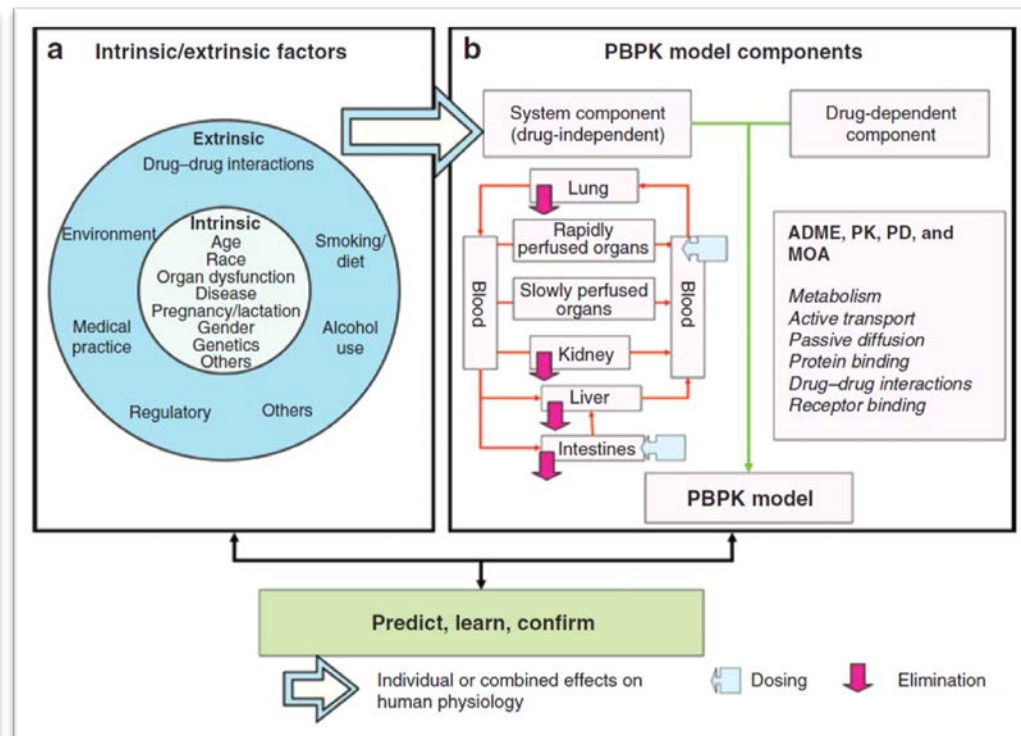 a Intrinsic/extrinsic factors
Extrinsic
Drug–drug interactions
Environment
Smoking/
diet
Medical
practice
Alcohol
use
Regulatory
Others
Intrinsic
Age
Race
Organ dysfunction
Disease
Pregnancy/lactation
Gender
Genetics
Others
b PBPK model components
System component
(drug-independent)
Drug-dependent
component
Lung
Rapidly
perfused organs
Slowly perfused
organs
Kidney
Liver
Intestines
Blood
Blood
ADME, PK, PD, and
MOA
Metabolism
Active transport
Passive diffusion
Protein binding
Drug–drug interactions
Receptor binding
PBPK model
Predict, learn, confirm
Individual or combined effects on
human physiology
Dosing
Elimination